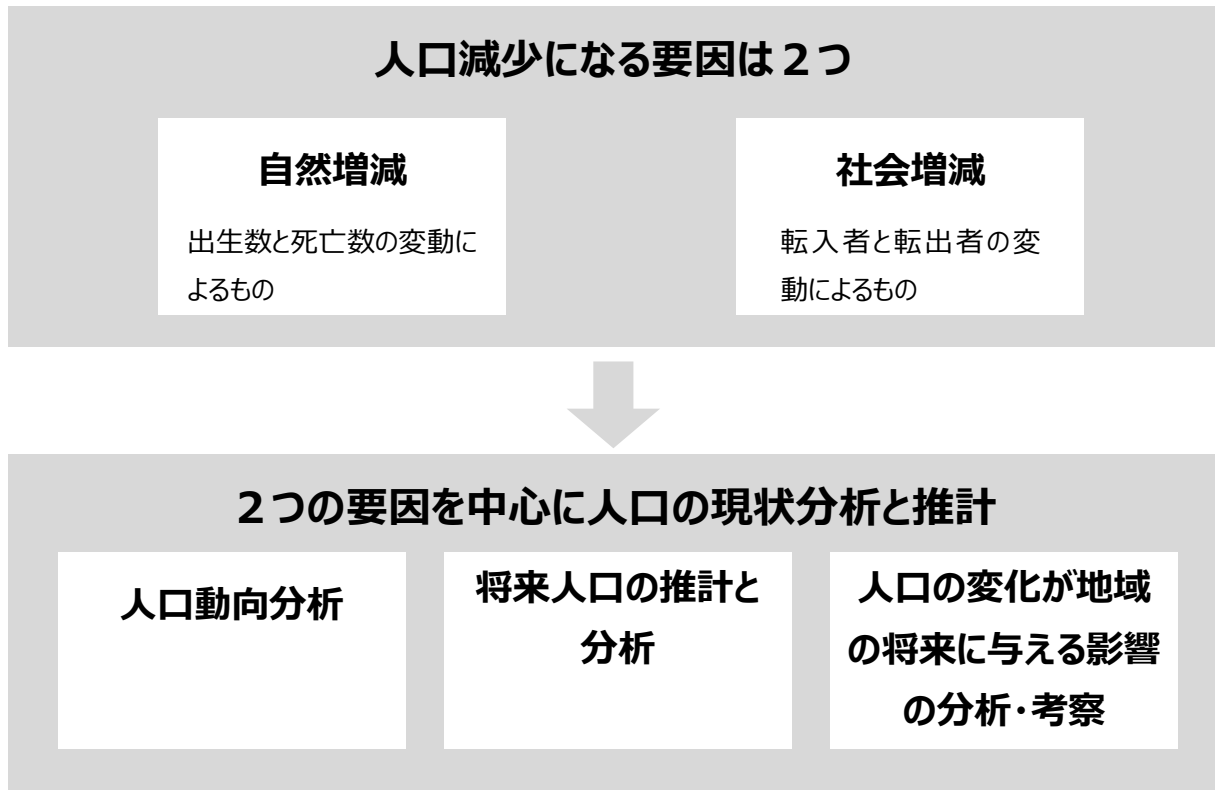 人口減少になる要因は２つ
自然増減
出生数と死亡数の変動に
よるもの
社会増減
転入者と転出者の変
動によるもの
２つの要因を中心に人口の現状分析と推計
人口動向分析
将来人口の推計と
分析
人口の変化が地域
の将来に与える影響
の分析・考察